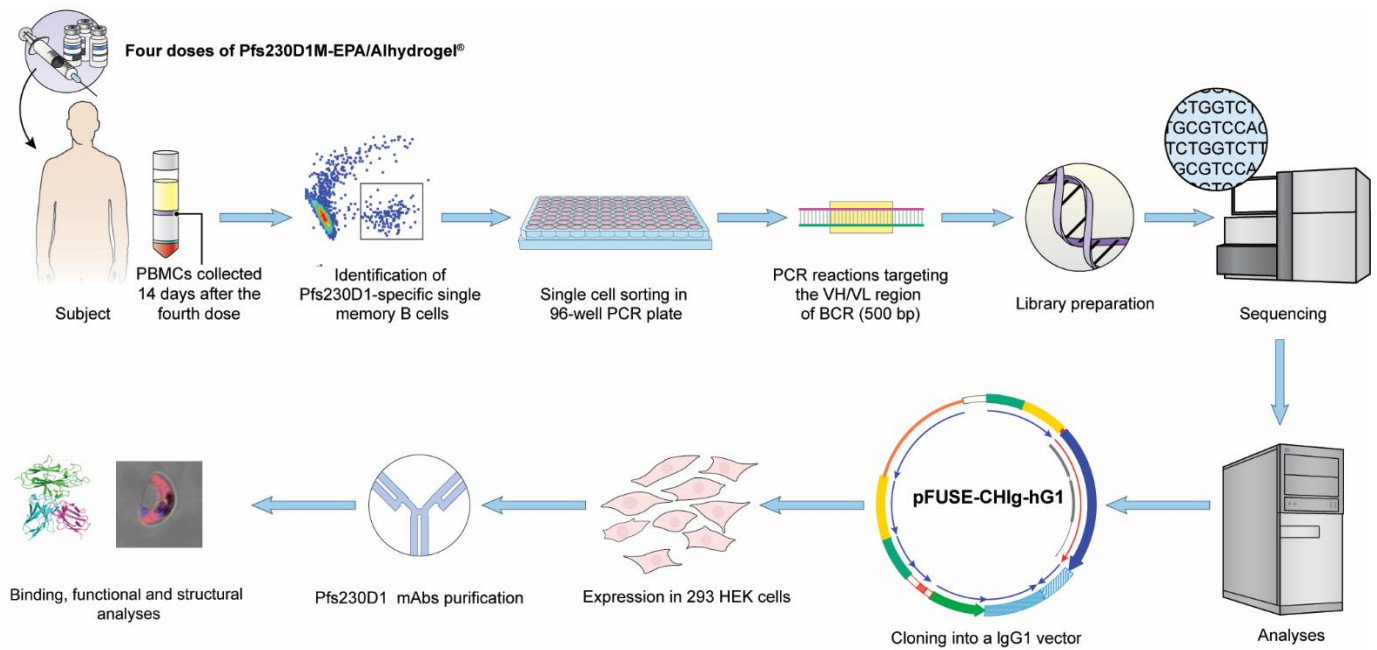 Four doses of Pfs230D1M-EPA/Alhydrogel®
PBMCs collected
14 days after the
fourth dose
Subject
Identification of
Pfs230D1-specific single
memory B cells
Single cell sorting in
96-well PCR plate
PCR reactions targeting
the VH/VL region
of BCR (500 bp)
Library preparation
CTGGTCT
TGCGTCCAC
TCTGGTCTT
GCGTCCA
Sequencing
Binding, functional and structural
analyses
Pfs230D1 mAbs purification
Expression in 293 HEK cells
pFUSE-CHIg-hG1
Cloning into a IgG1 vector
Analyses